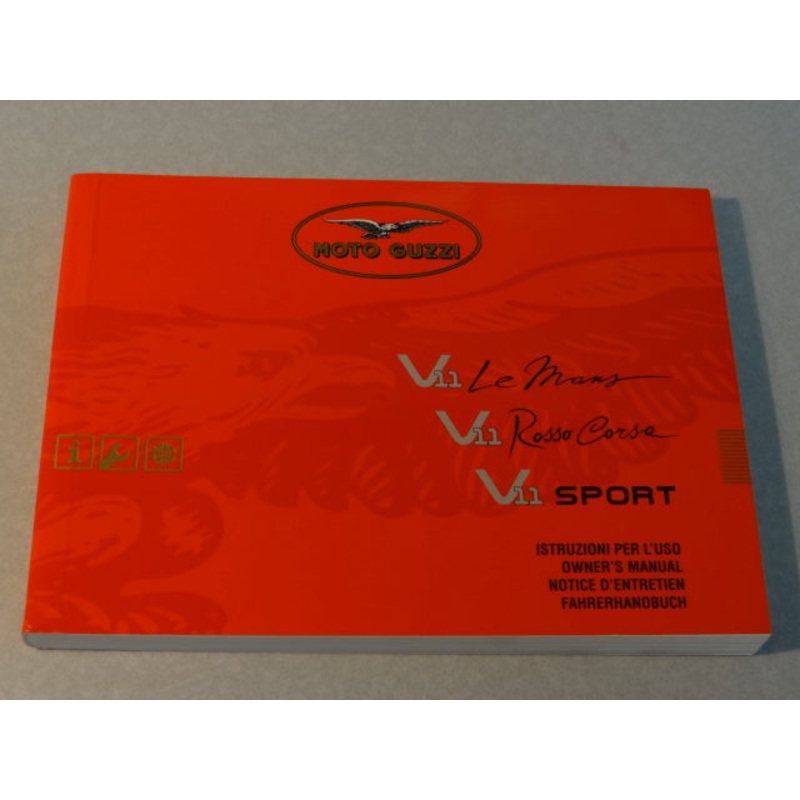 MOTO GUZZI
V11 Le Mans
V11 Rosso Corsa
V11 SPORT
ISTRUZIONI PER L'USO
OWNER'S MANUAL
NOTICE D'ENTRETIEN
FAHRERHANDBUCH